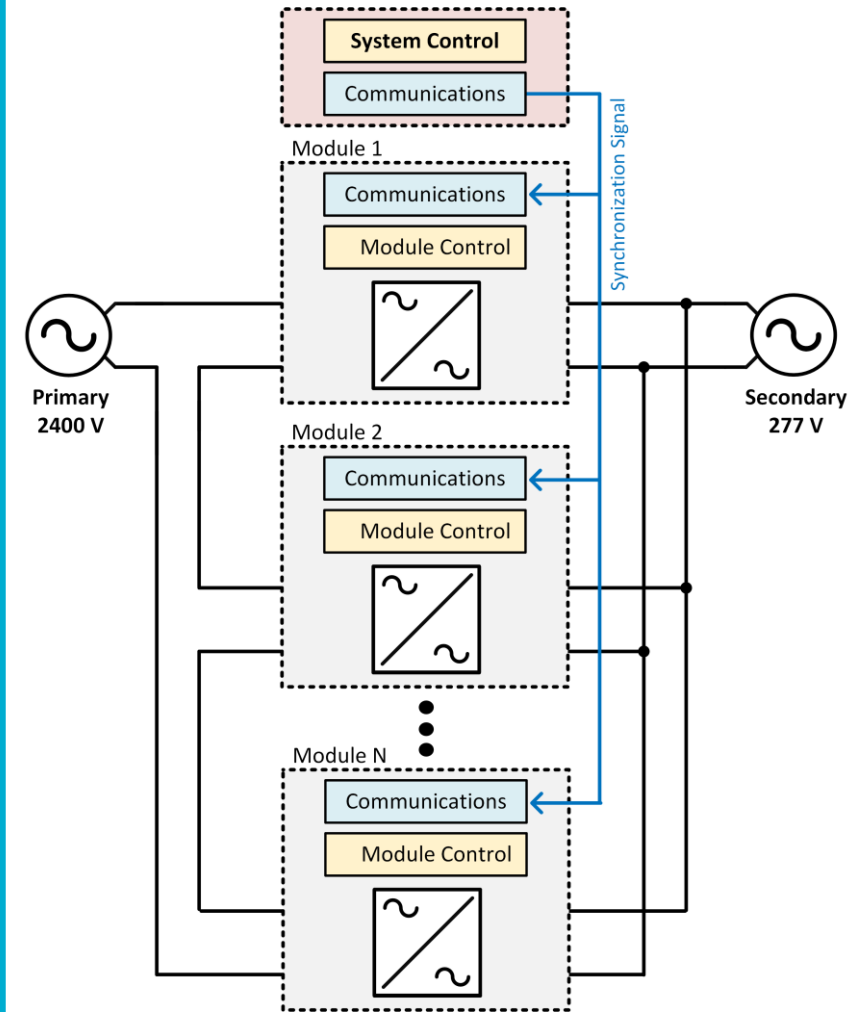 System Control
Communications
Synchronization Signal
Module 1
Communications
Module Control
Primary
2400 V
Secondary
277 V
Module 2
Communications
Module Control
Module N
Communications
Module Control